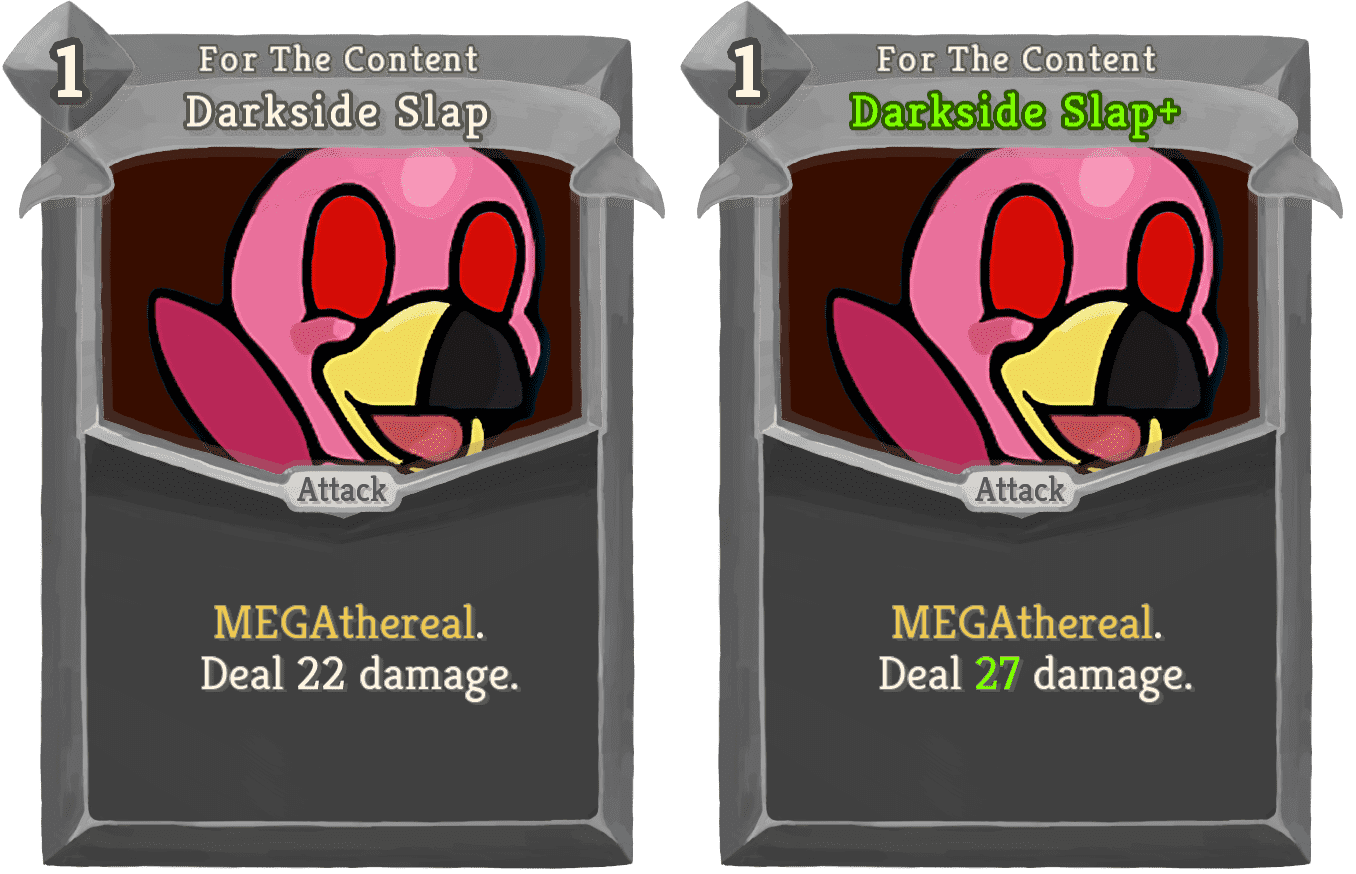 1
For The Content
Darkside Slap
Attack
MEGAthereal.
Deal 22 damage.
1
For The Content
Darkside Slap+
Attack
MEGAthereal.
Deal 27 damage.